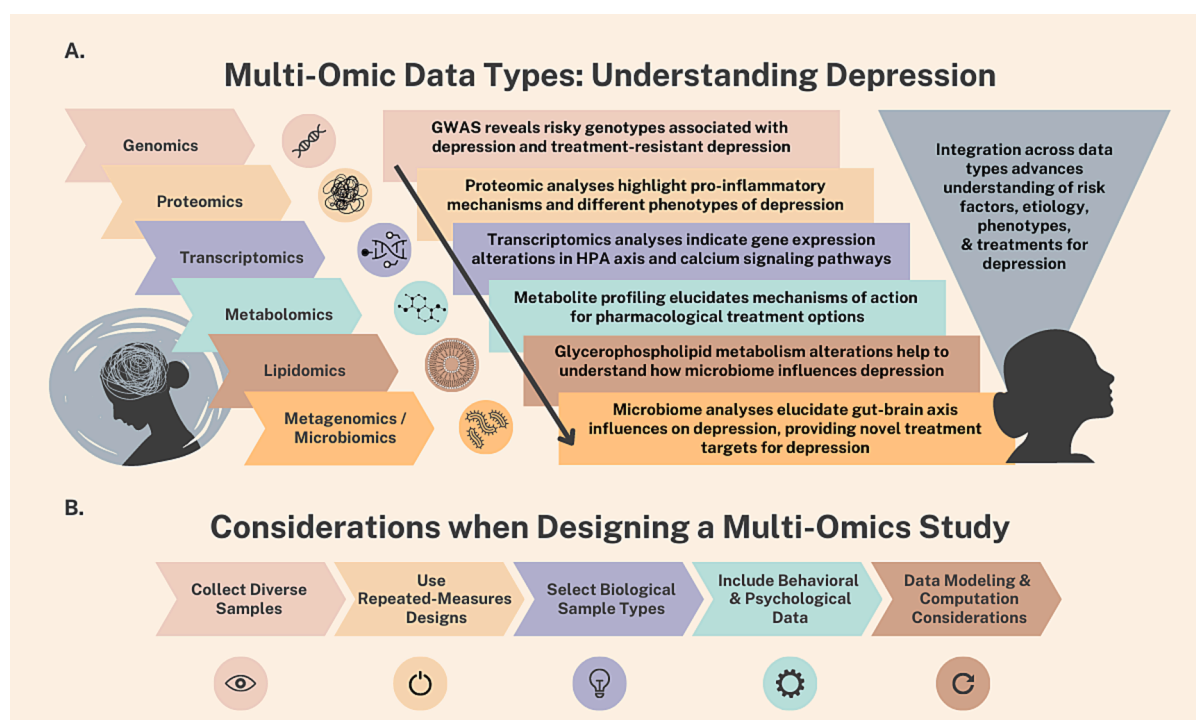 A.
Multi-Omic Data Types: Understanding Depression
Genomics
GWAS reveals risky genotypes associated with
depression and treatment-resistant depression
Proteomics
Proteomic analyses highlight pro-inflammatory
mechanisms and different phenotypes of depression
Transcriptomics
Transcriptomics analyses indicate gene expression
alterations in HPA axis and calcium signaling pathways
Metabolomics
Metabolite profiling elucidates mechanisms of action
for pharmacological treatment options
Lipidomics
Glycerophospholipid metabolism alterations help to
understand how microbiome influences depression
Metagenomics /
Microbiomics
Microbiome analyses elucidate gut-brain axis
influences on depression, providing novel treatment
targets for depression
Integration across data
types advances
understanding of risk
factors, etiology,
phenotypes,
& treatments for
depression
B.
Considerations when Designing a Multi-Omics Study
Collect Diverse
Samples
Use
Repeated-Measures
Designs
Select Biological
Sample Types
Include Behavioral
& Psychological
Data
Data Modeling &
Computation
Considerations